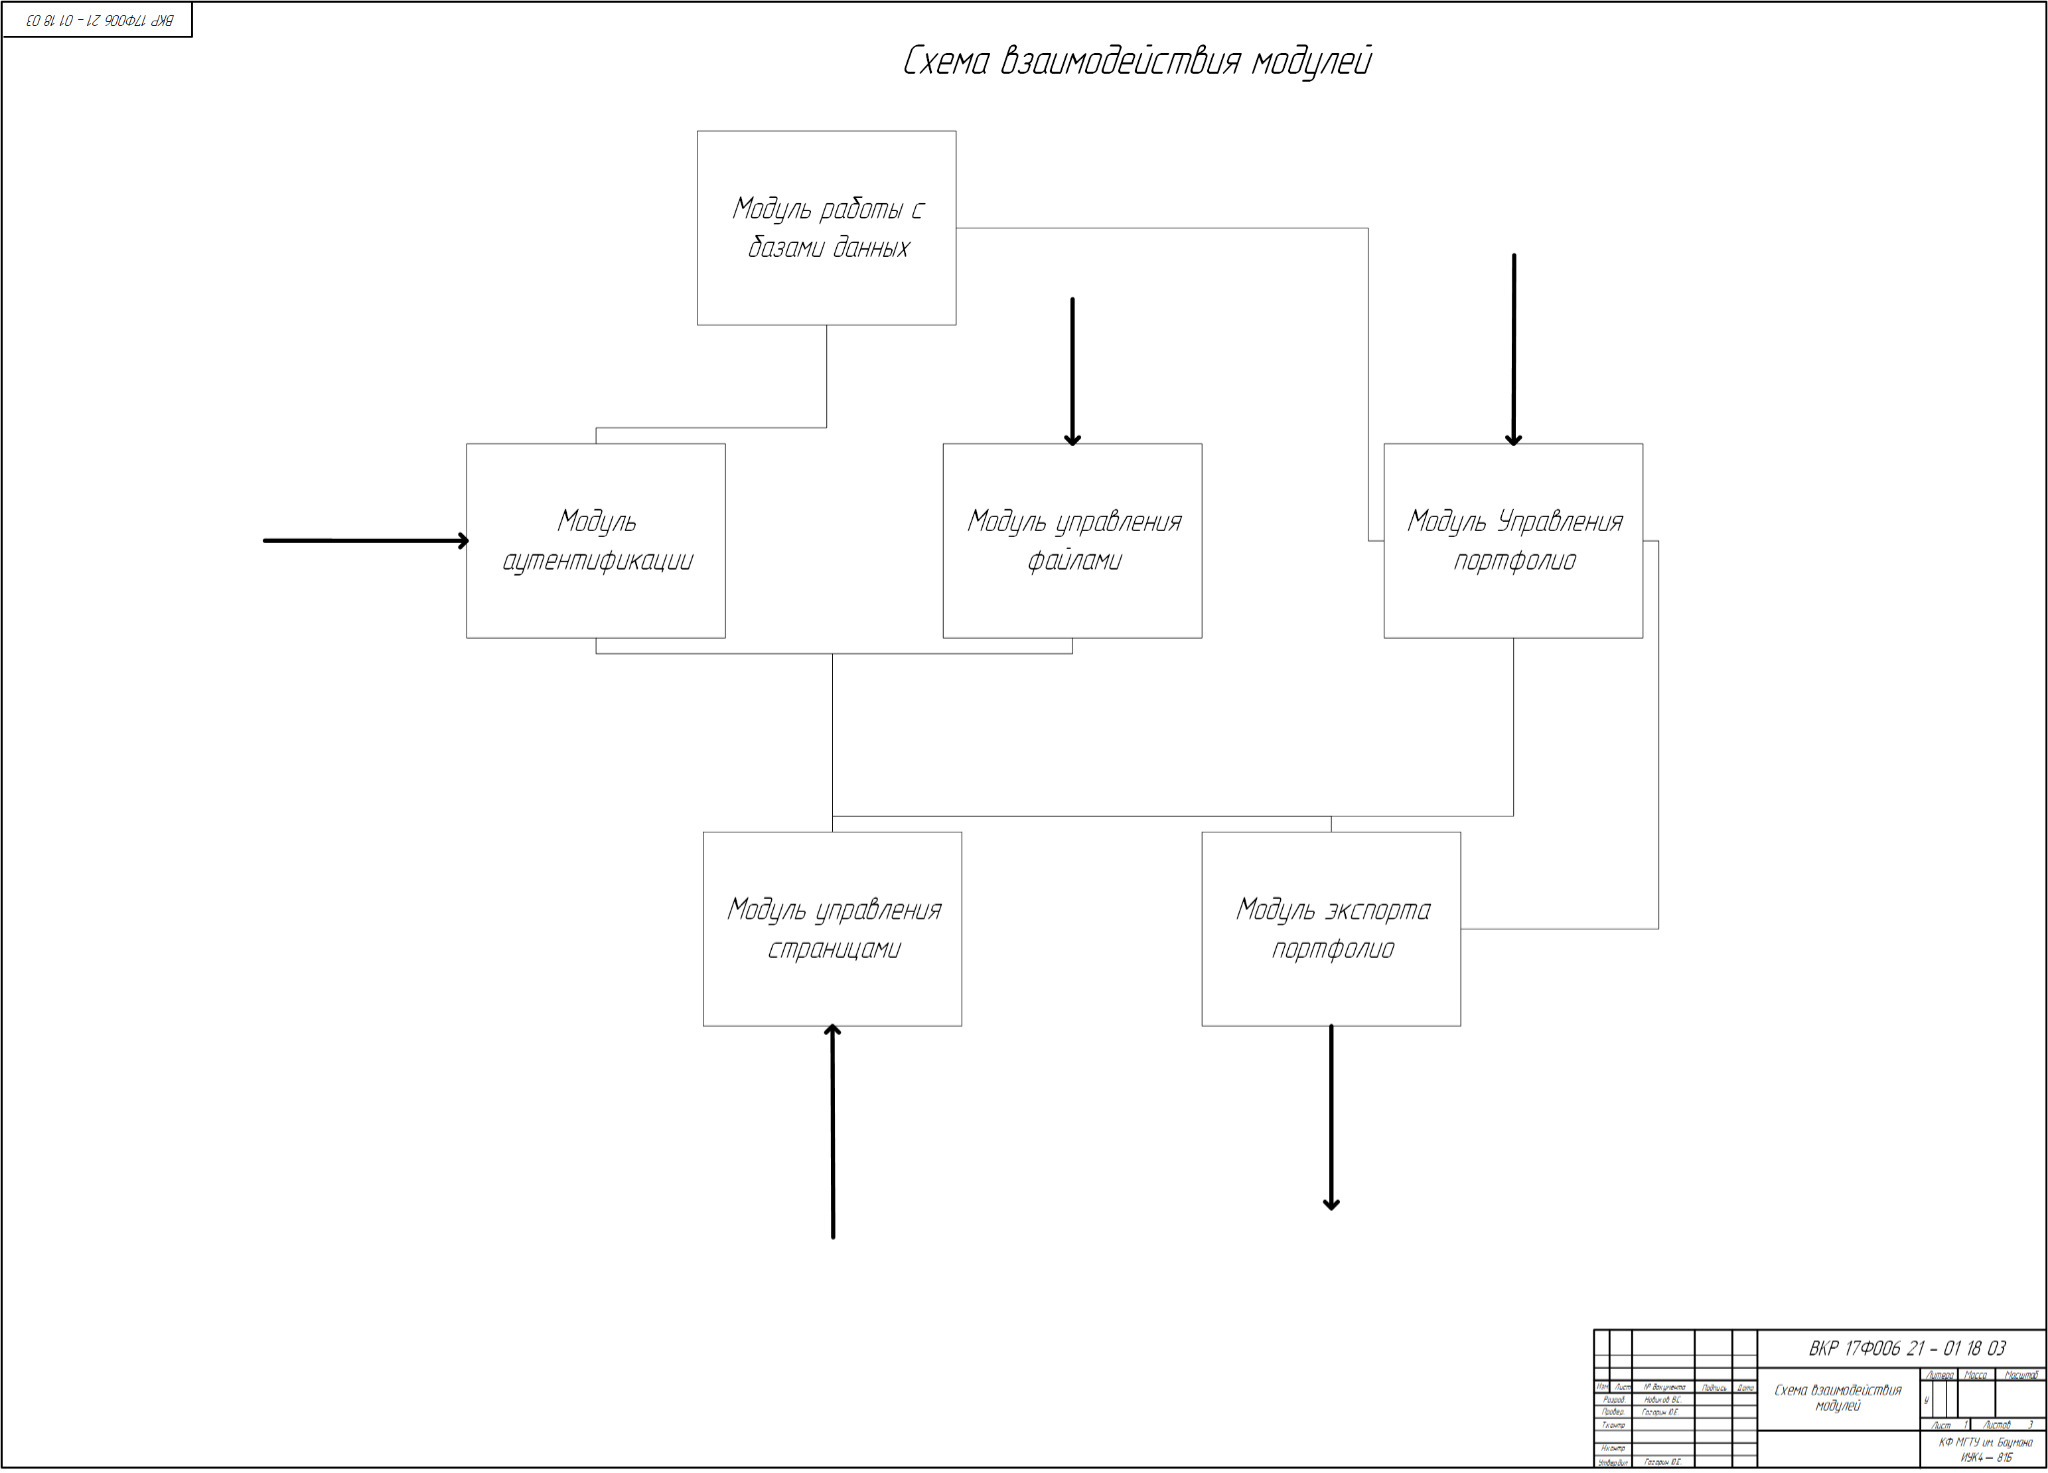 ВКР 17Ф006 21 - 01 18 03
Схема взаимодействия модулей
Модуль работы с
базами данных
Модуль
аутентификации
Модуль управления
файлами
Модуль Управления
портфолио
Модуль управления
страницами
Модуль экспорта
портфолио
ВКР 17Ф006 21 - 01 18 03
Литера Масса Масштаб
Изм Лист № документа Подпись Дата
Схема взаимодействия
модулей
У
Разраб. Новиков В.С.
Провер. Гагарин Ю.Е.
Т.контр
Лист 1 Листов 3
Н.контр
КФ МГТУ им. Баумана
ИУК4 - 81Б
Утвердил Гагарин Ю.Е.